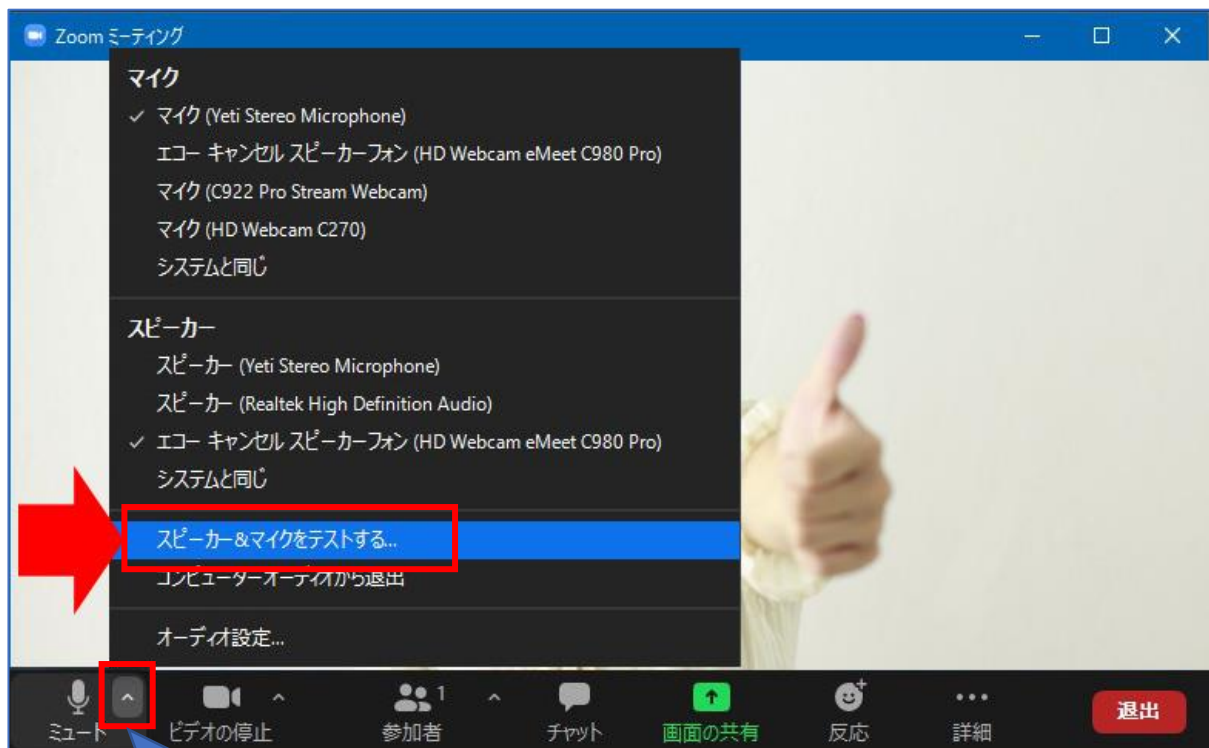 Zoom ミーティング
マイク
マイク (Yeti Stereo Microphone)
エコー キャンセル スピーカーフォン (HD Webcam eMeet C980 Pro)
マイク (C922 Pro Stream Webcam)
マイク (HD Webcam C270)
システムと同じ
スピーカー
スピーカー (Yeti Stereo Microphone)
スピーカー (Realtek High Definition Audio)
エコー キャンセル スピーカーフォン (HD Webcam eMeet C980 Pro)
システムと同じ
スピーカー&マイクをテストする...
コンピューターオーディオから退出
オーディオ設定...
ミュート ビデオの停止 参加者 1 チャット 画面の共有 反応 詳細 退出